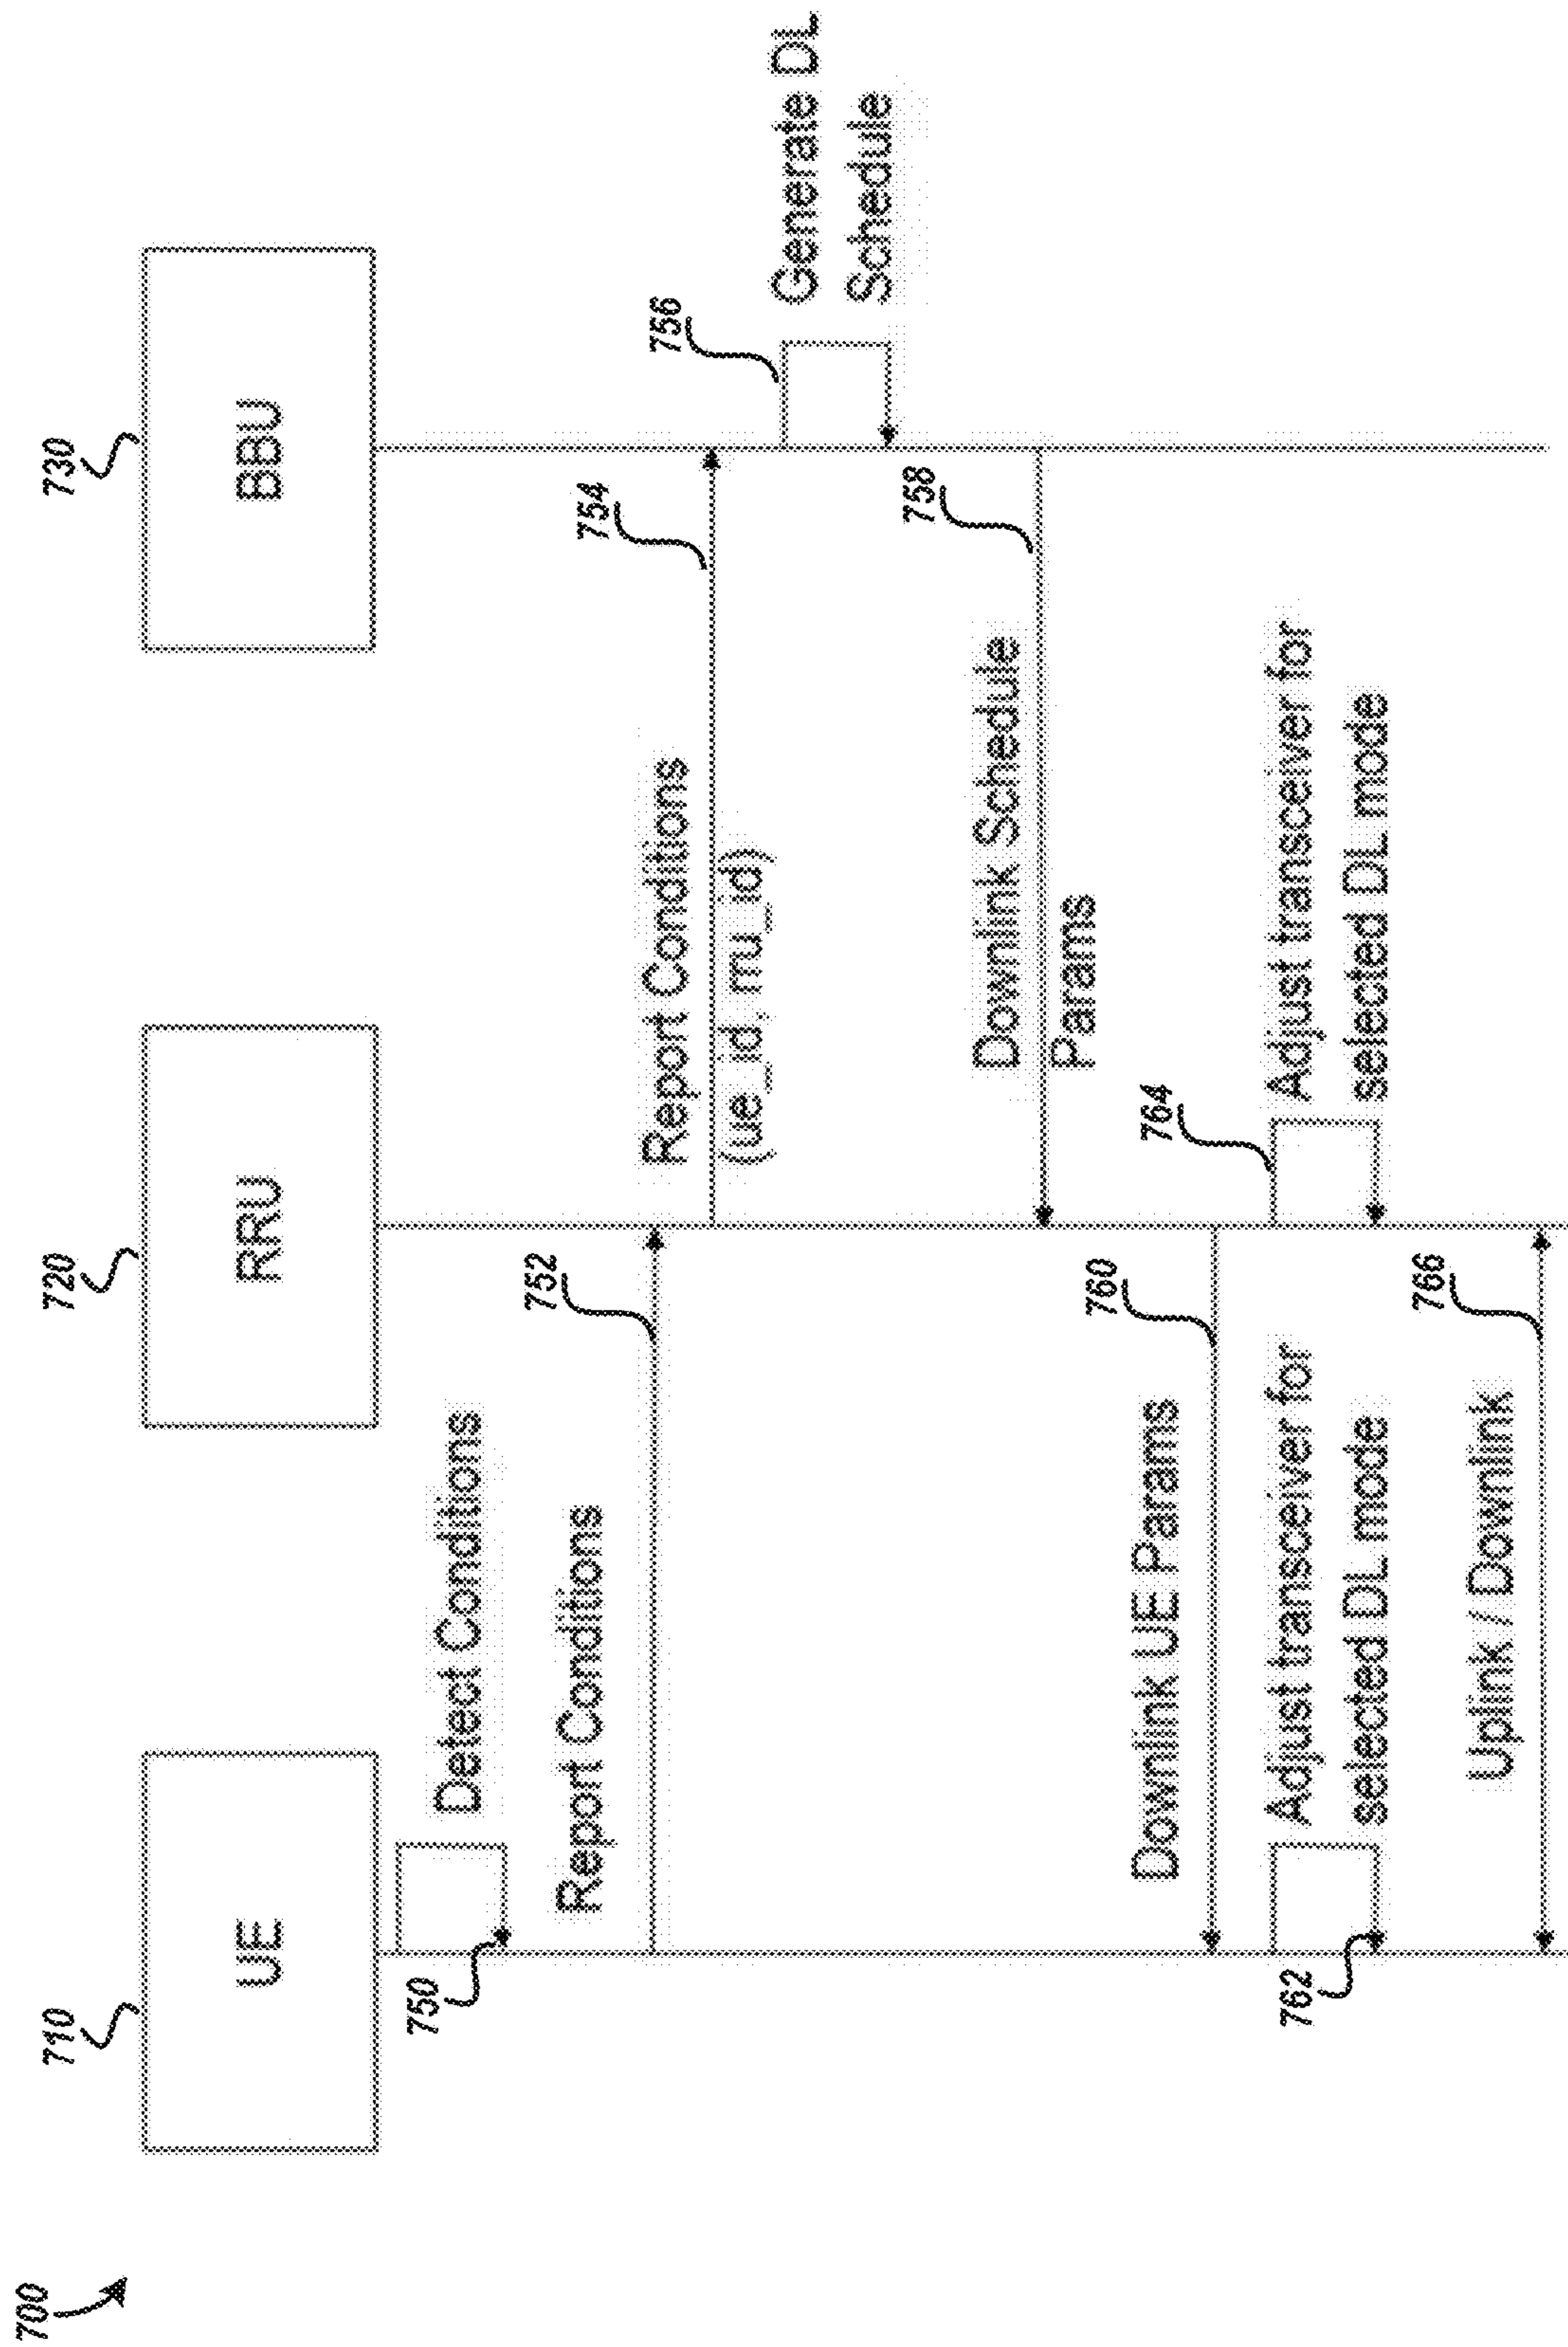 700
710
UE
720
RRU
730
BBU
750
Detect Conditions
Report Conditions
752
Report Conditions
(ue_id, rru_id)
754
756
Generate DL
Schedule
Downlink Schedule
Params
758
Downlink UE Params
760
762
Adjust transceiver for
selected DL mode
764
Adjust transceiver for
selected DL mode
Uplink / Downlink
766